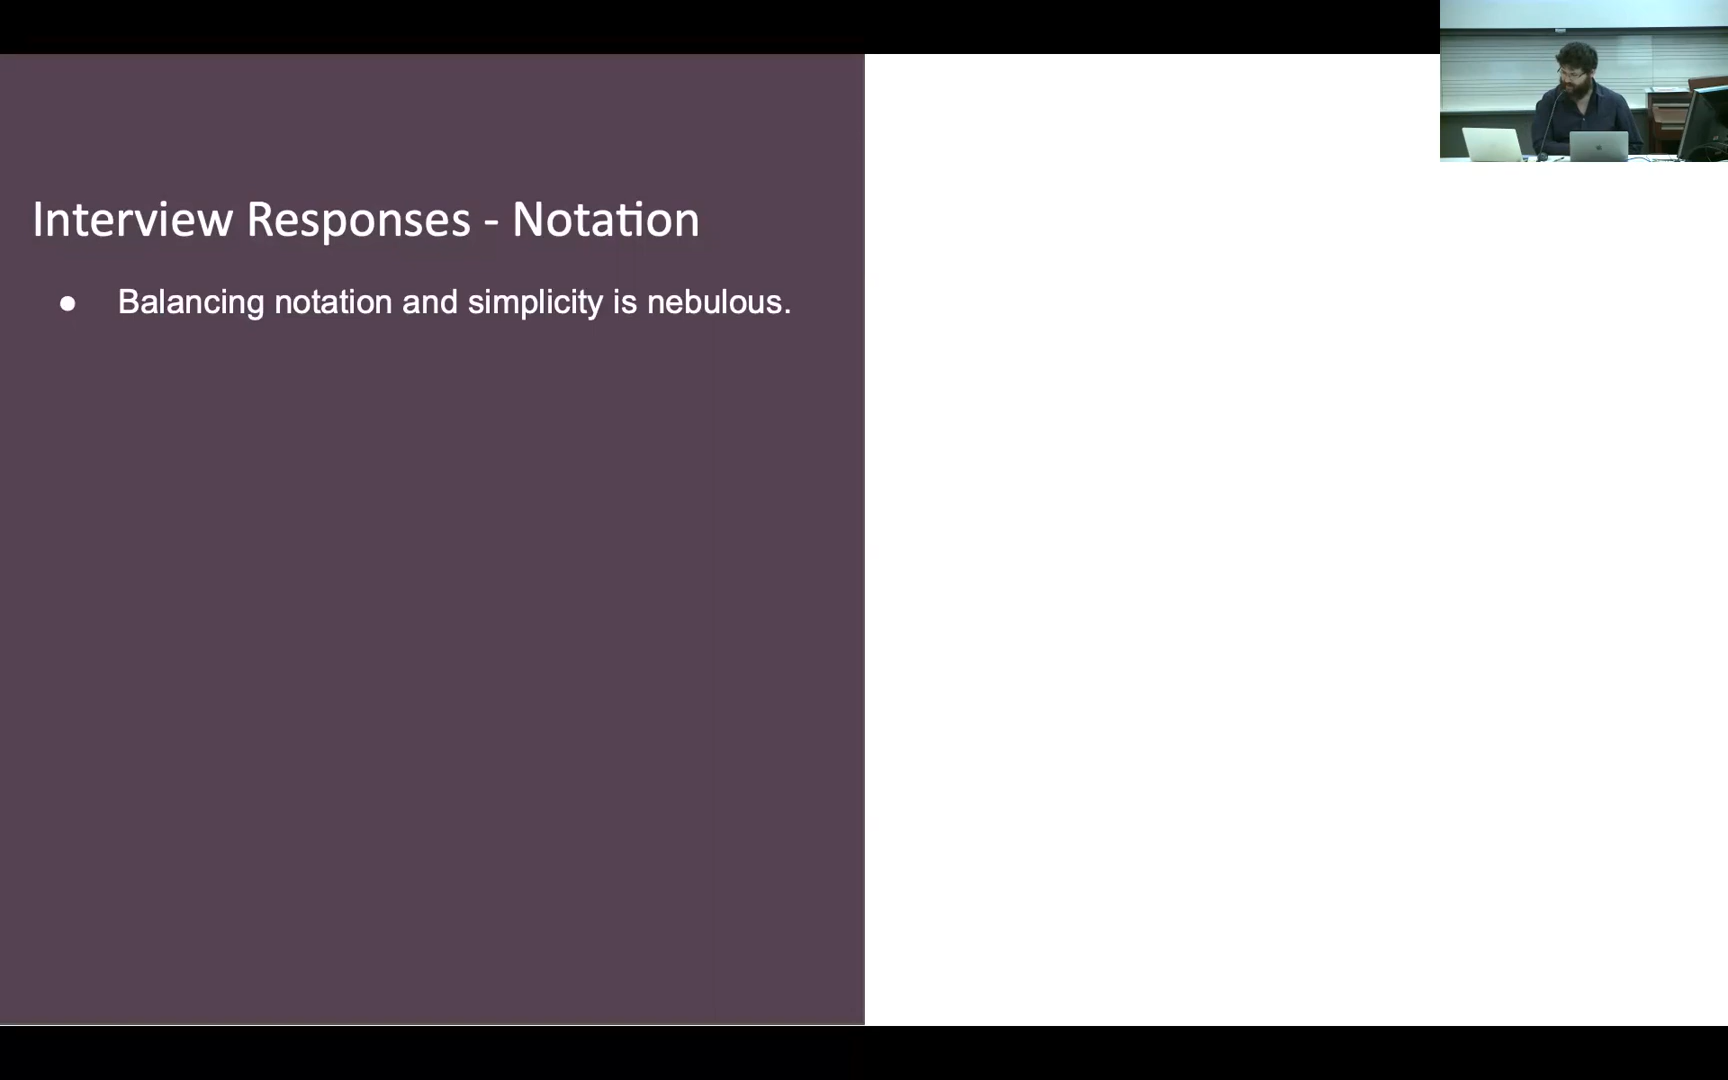 Interview Responses - Notation
● Balancing notation and simplicity is nebulous.